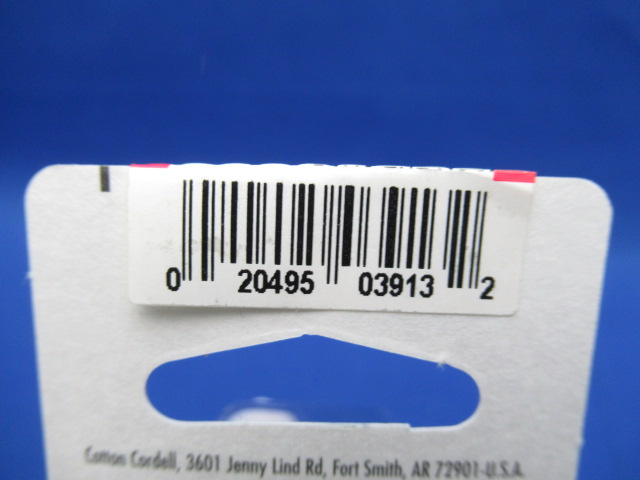 0 20495 03913 2
Cotton Cordell, 3601 Jenny Lind Rd, Fort Smith, AR 72901-U.S.A.